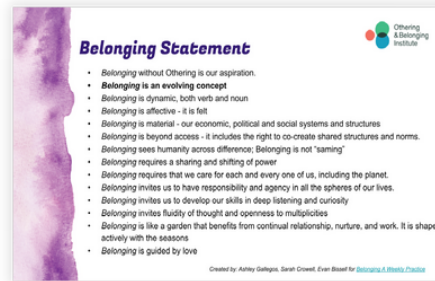 Othering
&Belonging
Institute
Belonging Statement
• Belonging without Othering is our aspiration.
• Belonging is an evolving concept
• Belonging is dynamic, both verb and noun
• Belonging is affective - it is felt
• Belonging is material - our economic, political and social systems and structures
• Belonging is beyond access - it includes the right to co-create shared structures and norms.
• Belonging sees humanity across difference; Belonging is not "saming"
• Belonging requires a sharing and shifting of power
• Belonging requires that we care for each and every one of us, including the planet.
• Belonging invites us to have responsibility and agency in all the spheres of our lives.
• Belonging invites us to develop our skills in deep listening and curiosity
• Belonging invites fluidity of thought and openness to multiplicities
• Belonging is like a garden that benefits from continual relationship, nurture, and work. It is shape
actively with the seasons
• Belonging is guided by love
Created by: Ashley Gallegos, Sarah Crowell, Evan Bissell for Belonging A Weekly Practice